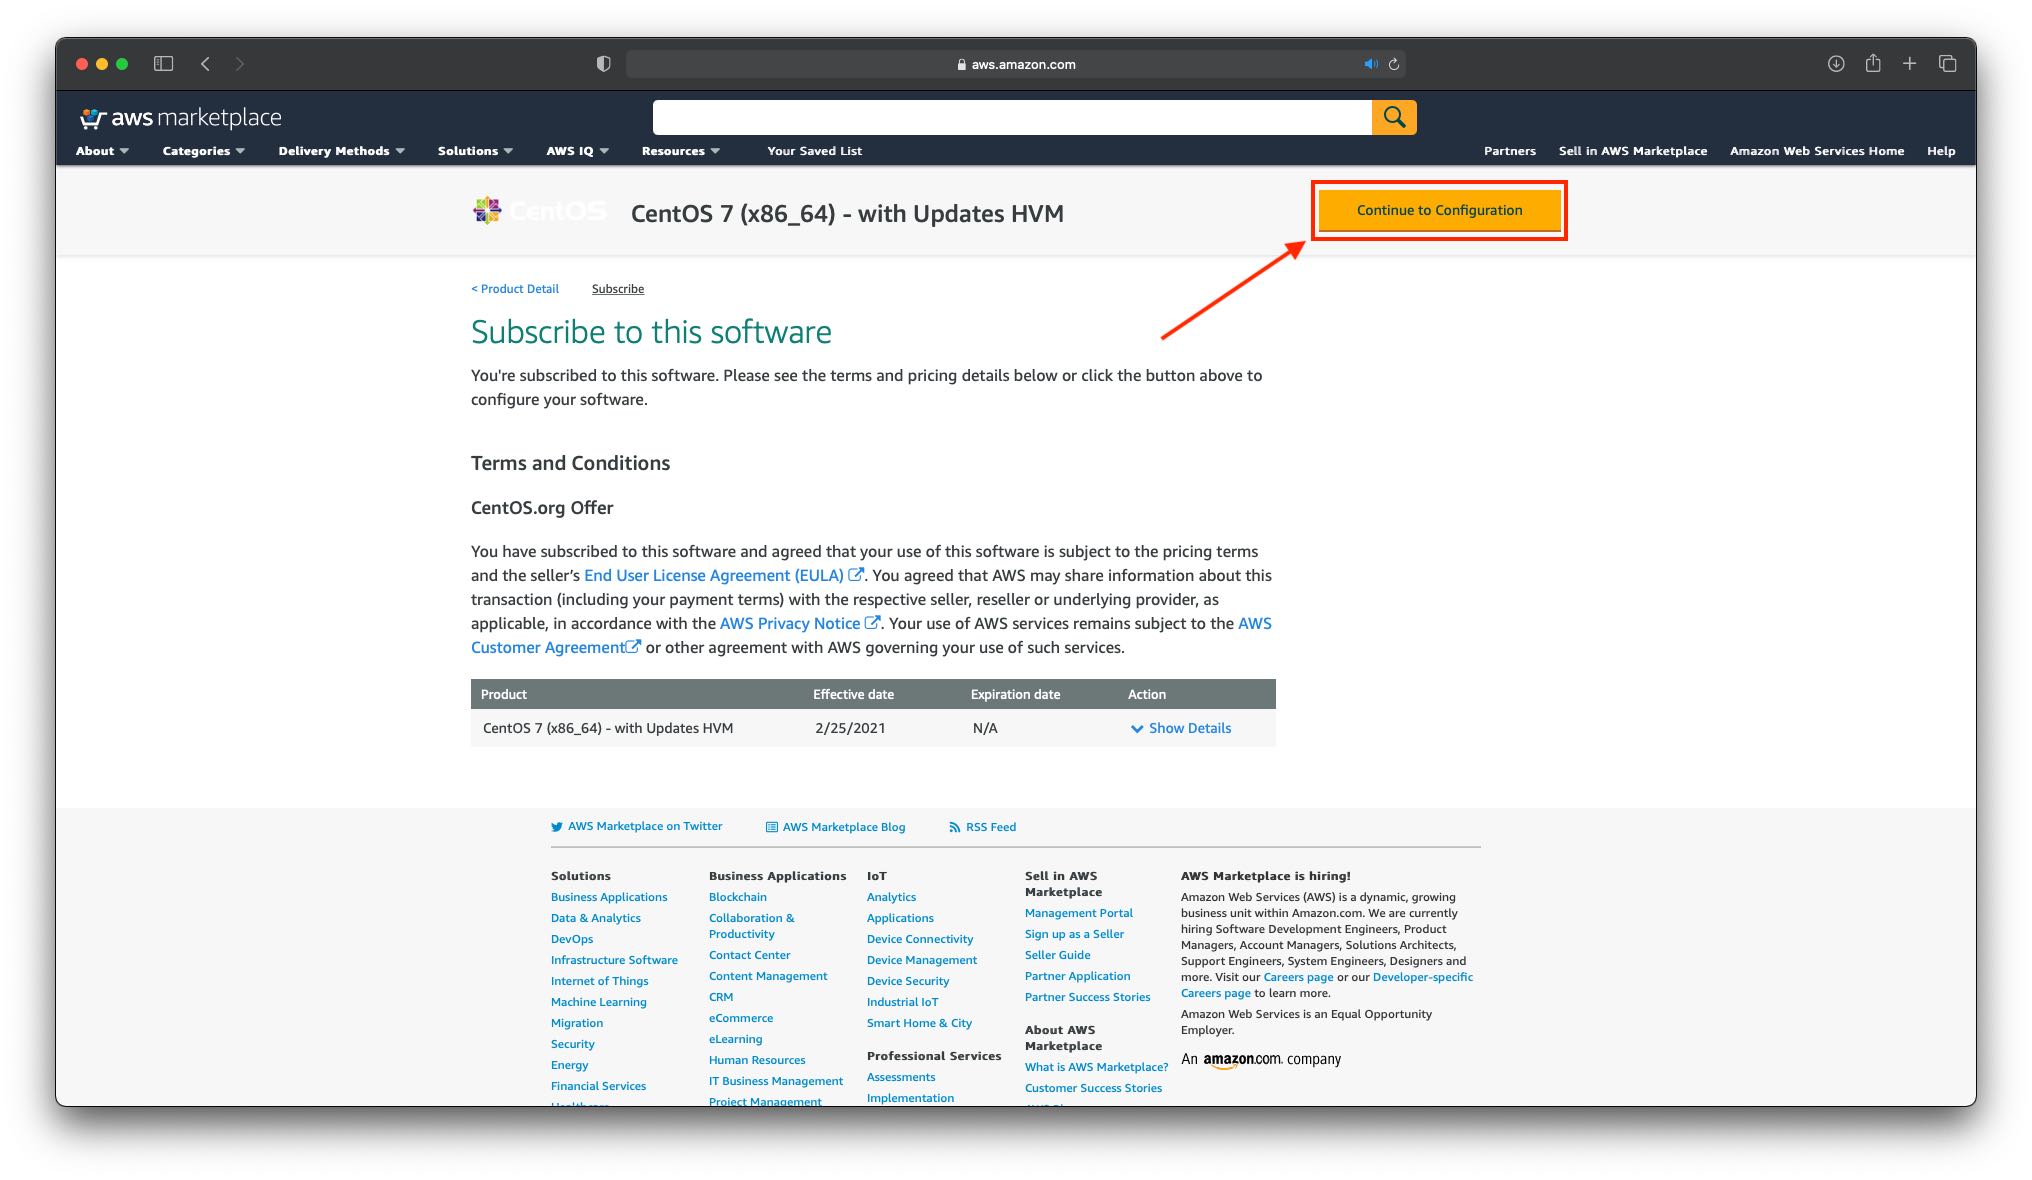 aws.amazon.com
aws marketplace
About
Categories
Delivery Methods
Solutions
AWS IQ
Resources
Your Saved List
Partners
Sell in AWS Marketplace
Amazon Web Services Home
Help
CentOS
CentOS 7 (x86_64) - with Updates HVM
Continue to Configuration
< Product Detail
Subscribe
Subscribe to this software
You're subscribed to this software. Please see the terms and pricing details below or click the button above to
configure your software.
Terms and Conditions
CentOS.org Offer
You have subscribed to this software and agreed that your use of this software is subject to the pricing terms
and the seller’s End User License Agreement (EULA). You agreed that AWS may share information about this
transaction (including your payment terms) with the respective seller, reseller or underlying provider, as
applicable, in accordance with the AWS Privacy Notice. Your use of AWS services remains subject to the AWS
Customer Agreement or other agreement with AWS governing your use of such services.
Product Effective date Expiration date Action
CentOS 7 (x86_64) - with Updates HVM 2/25/2021 N/A Show Details
AWS Marketplace on Twitter
AWS Marketplace Blog
RSS Feed
Solutions
Business Applications
Data & Analytics
DevOps
Infrastructure Software
Internet of Things
Machine Learning
Migration
Security
Energy
Financial Services
Business Applications
Blockchain
Collaboration &
Productivity
Contact Center
Content Management
CRM
eCommerce
eLearning
Human Resources
IT Business Management
Project Management
IoT
Analytics
Applications
Device Connectivity
Device Management
Device Security
Industrial IoT
Smart Home & City
Professional Services
Assessments
Implementation
Sell in AWS
Marketplace
Management Portal
Sign up as a Seller
Seller Guide
Partner Application
Partner Success Stories
About AWS
Marketplace
What is AWS Marketplace?
Customer Success Stories
AWS Marketplace is hiring!
Amazon Web Services (AWS) is a dynamic, growing
business unit within Amazon.com. We are currently
hiring Software Development Engineers, Product
Managers, Account Managers, Solutions Architects,
Support Engineers, System Engineers, Designers and
more. Visit our Careers page or our Developer-specific
Careers page to learn more.
Amazon Web Services is an Equal Opportunity
Employer.
An amazon.com. company